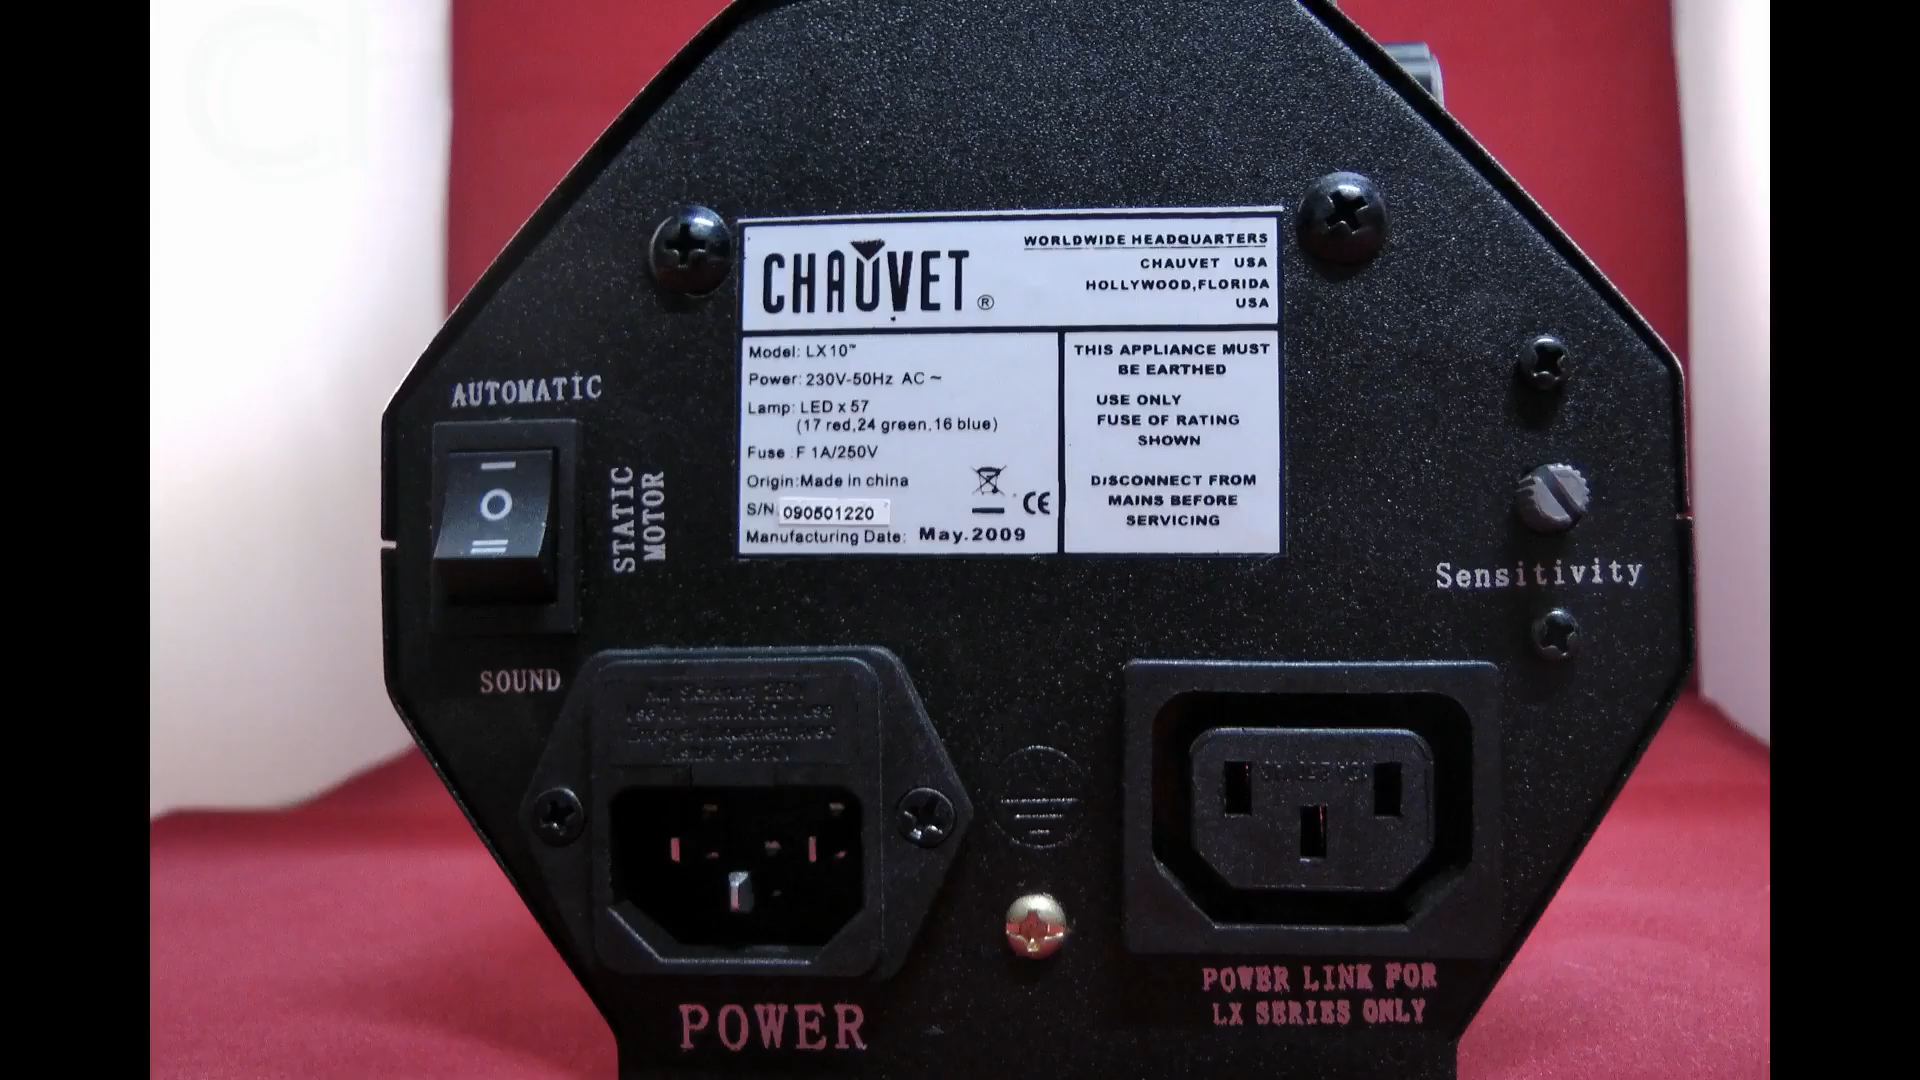 CHAUVET ®
WORLDWIDE HEADQUARTERS
CHAUVET USA
HOLLYWOOD,FLORIDA
USA
Model: LX10™
Power: 230V-50Hz AC ~
Lamp: LED x 57
(17 red,24 green,16 blue)
Fuse : F 1A/250V
Origin:Made in china
S/N 090501220
Manufacturing Date: May.2009
CE
THIS APPLIANCE MUST
BE EARTHED
USE ONLY
FUSE OF RATING
SHOWN
DISCONNECT FROM
MAINS BEFORE
SERVICING
AUTOMATIC
STATIC
MOTOR
SOUND
Sensitivity
POWER
POWER LINK FOR
LX SERIES ONLY